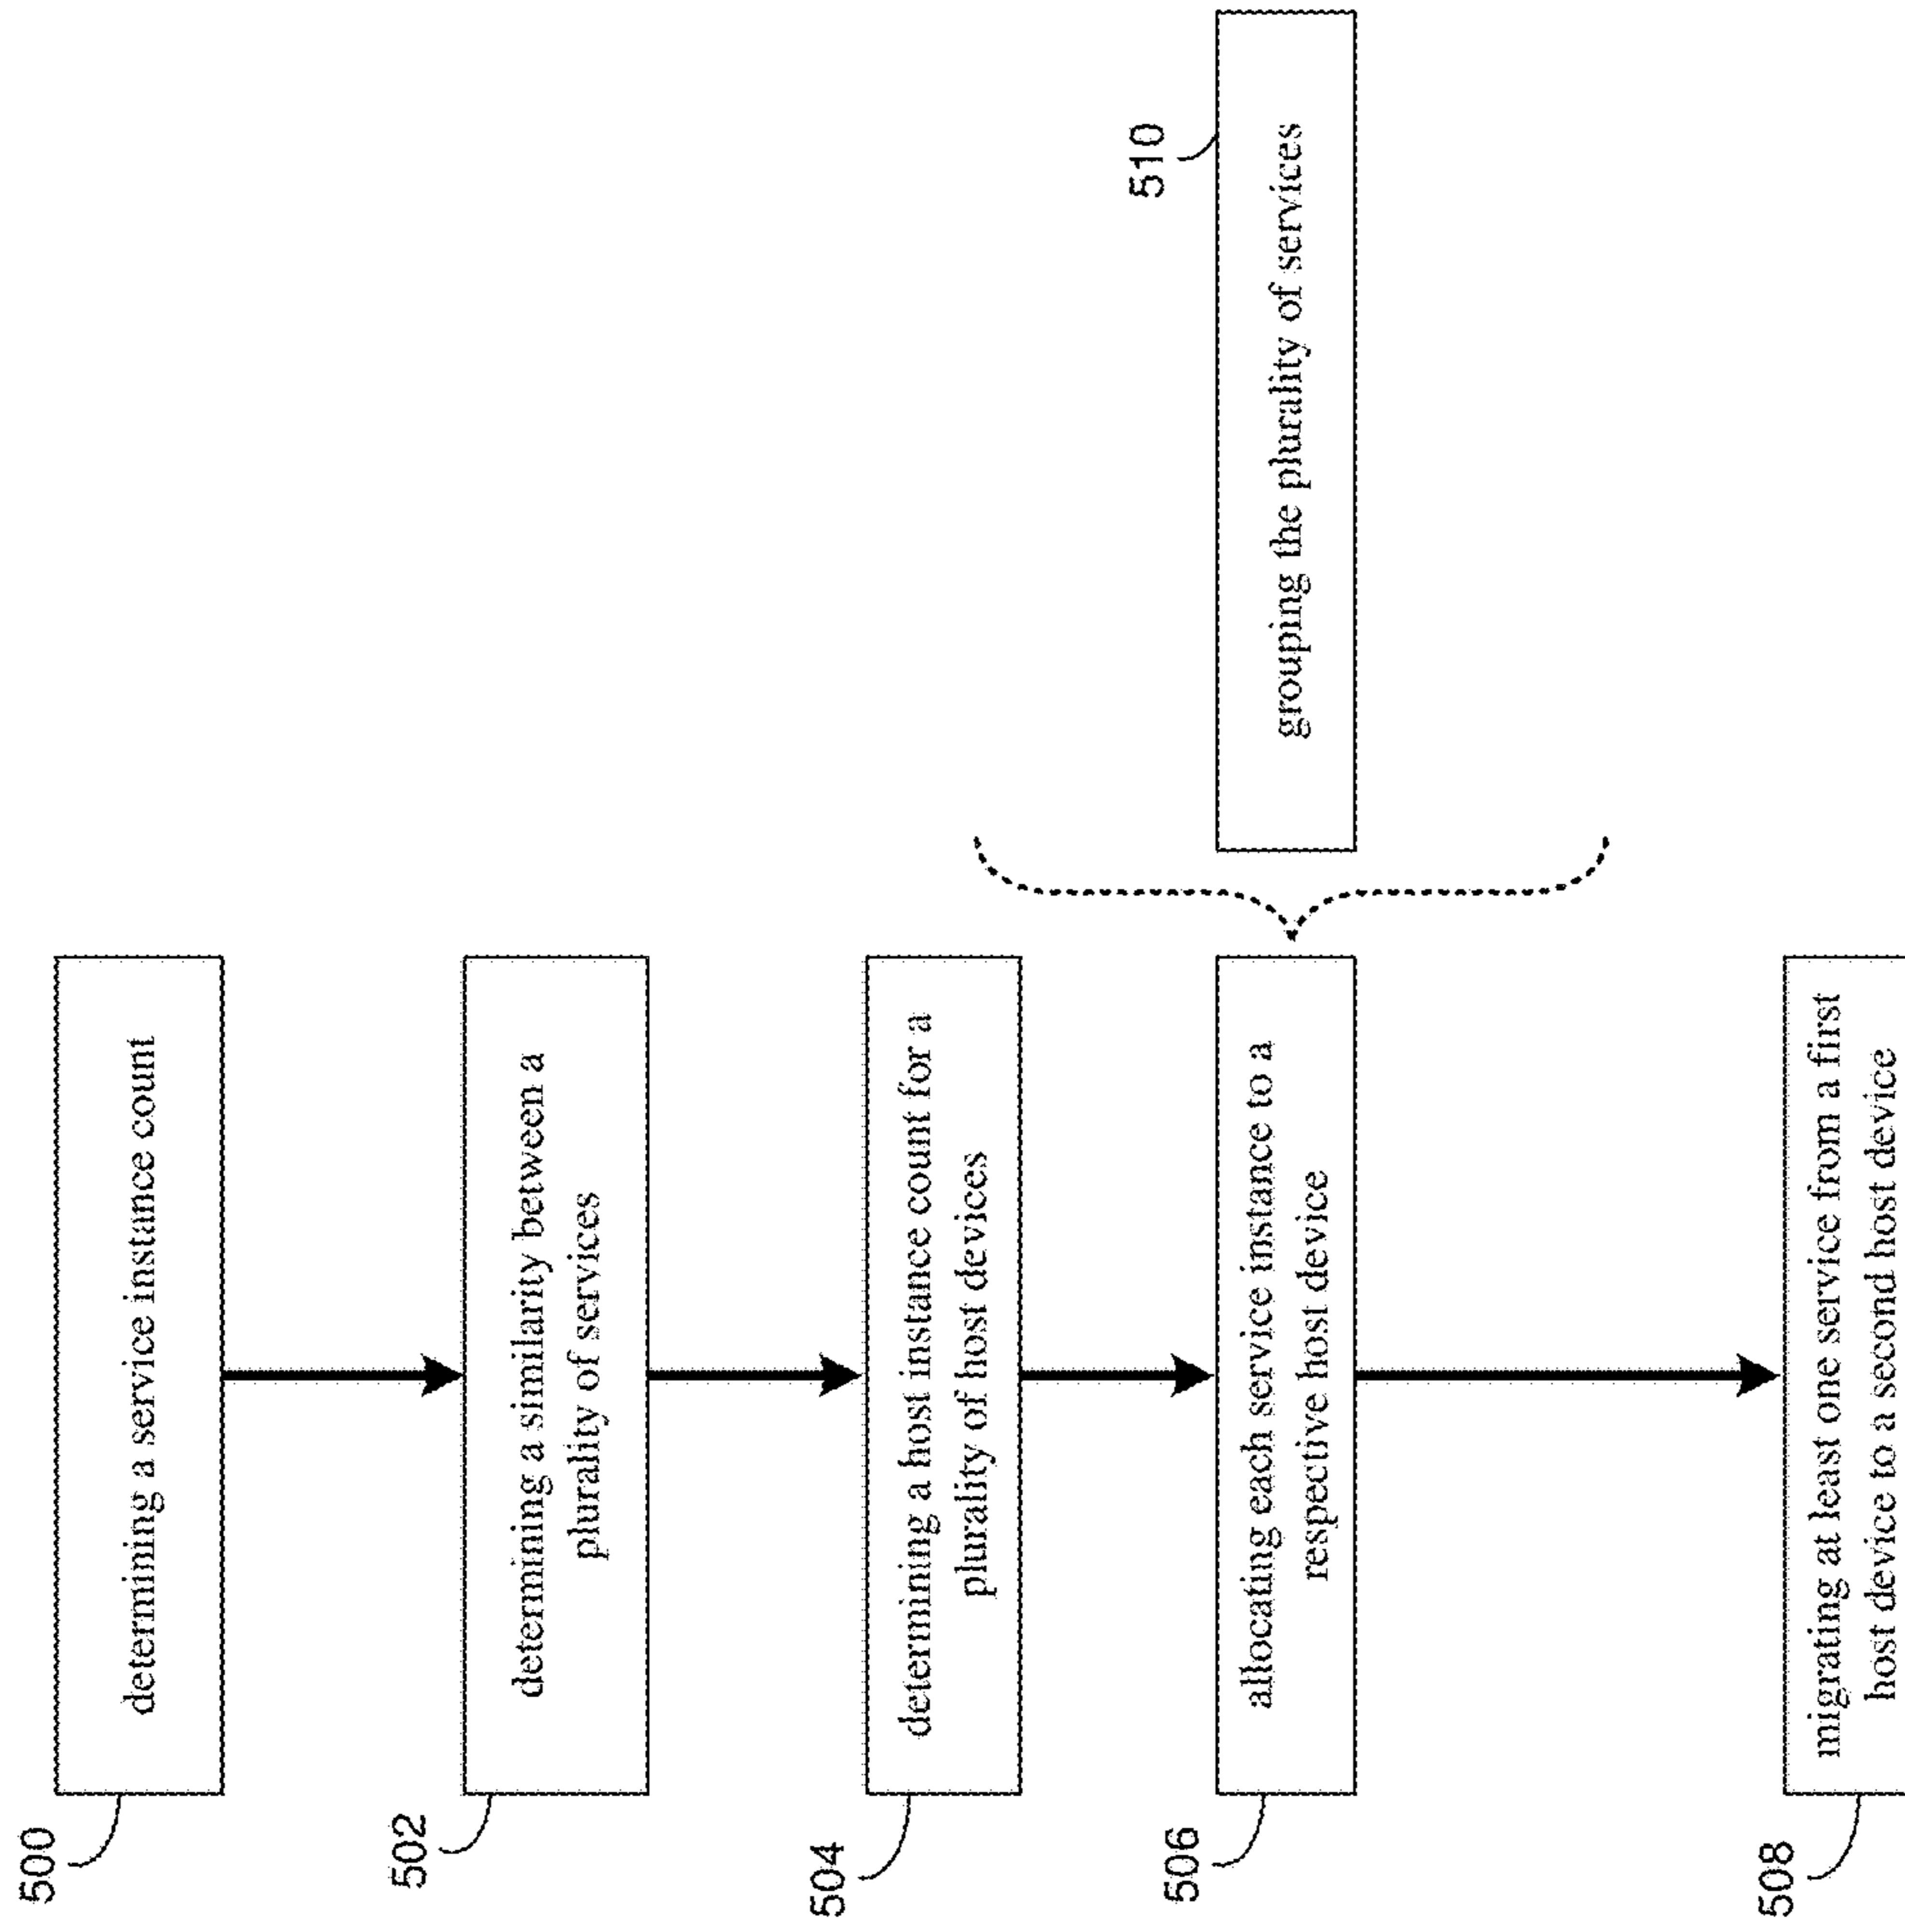 500
determining a service instance count
502
determining a similarity between a
plurality of services
504
determining a host instance count for a
plurality of host devices
506
allocating each service instance to a
respective host device
510
grouping the plurality of services
508
migrating at least one service from a first
host device to a second host device